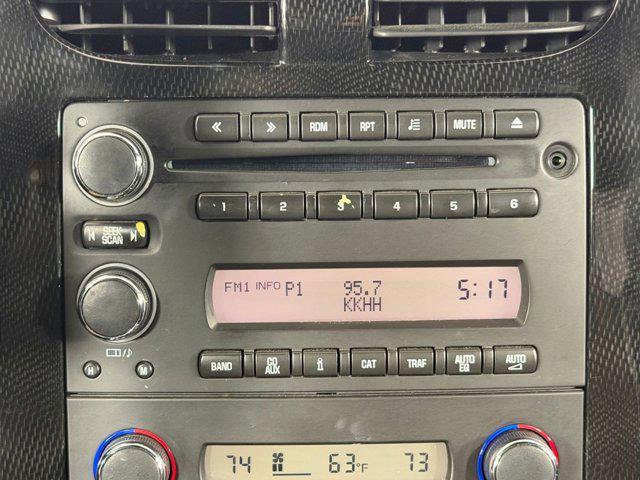 RDM RPT MUTE
1 2 3 4 5 6
SEEK
SCAN
FM1 INFO P1 95.7 5:17
KKHH
H M
BAND CD AUX i CAT TRAF AUTO EQ AUTO
74 63°F 73